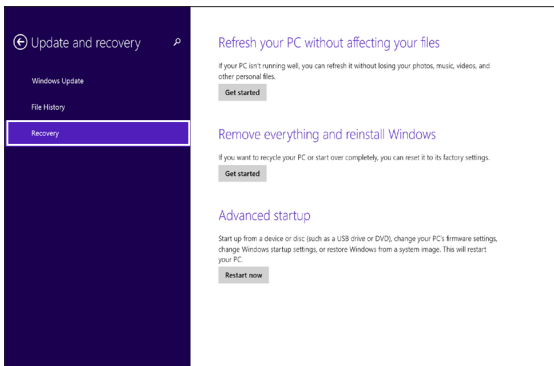 Update and recovery
Windows Update
File History
Recovery
Refresh your PC without affecting your files
If your PC isn't running well, you can refresh it without losing your photos, music, videos, and
other personal files.
Get started
Remove everything and reinstall Windows
If you want to recycle your PC or start over completely, you can reset it to its factory settings.
Get started
Advanced startup
Start up from a device or disc (such as a USB drive or DVD), change your PC's firmware settings,
change Windows startup settings, or restore Windows from a system image. This will restart
your PC.
Restart now